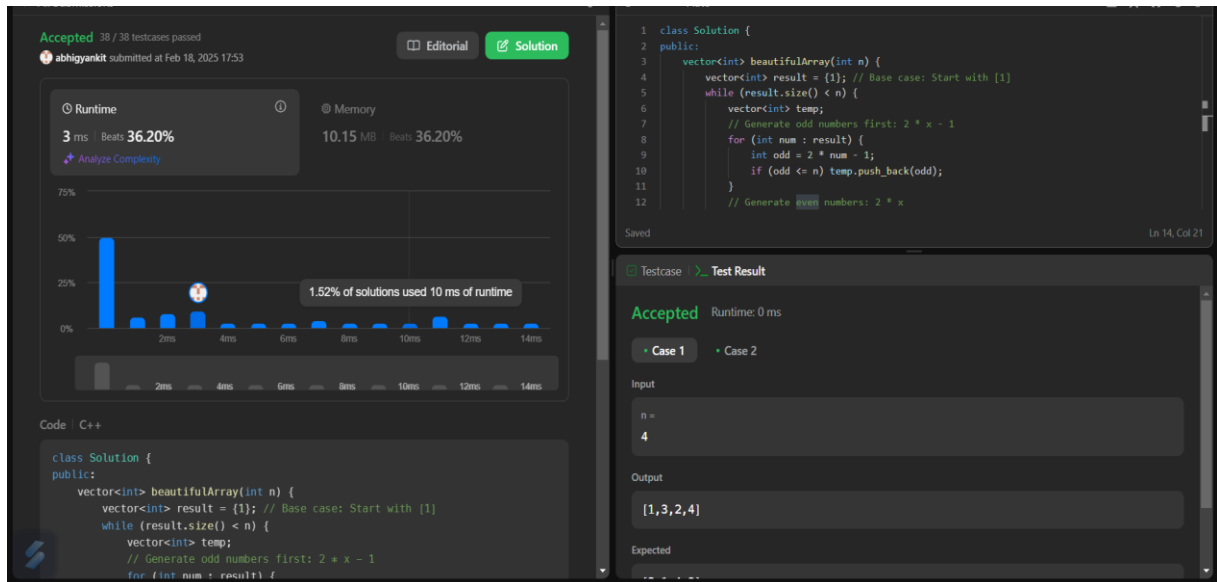 Accepted 38 / 38 testcases passed
abhigyankit submitted at Feb 18, 2025 17:53
Editorial
Solution
Runtime
3 ms Beats 36.20%
Analyze Complexity
Memory
10.15 MB Beats 36.20%
75%
50%
25%
0%
1.52% of solutions used 10 ms of runtime
2ms 4ms 6ms 8ms 10ms 12ms 14ms
2ms 4ms 6ms 8ms 10ms 12ms 14ms
Code C++
class Solution {
public:
vector<int> beautifulArray(int n) {
vector<int> result = {1}; // Base case: Start with [1]
while (result.size() < n) {
vector<int> temp;
// Generate odd numbers first: 2 * x - 1
for (int num : result) {
1 class Solution {
2 public:
3 vector<int> beautifulArray(int n) {
4 vector<int> result = {1}; // Base case: Start with [1]
5 while (result.size() < n) {
6 vector<int> temp;
7 // Generate odd numbers first: 2 * x - 1
8 for (int num : result) {
9 int odd = 2 * num - 1;
10 if (odd <= n) temp.push_back(odd);
11 }
12 // Generate even numbers: 2 * x
Saved
Ln 14, Col 21
Testcase >_ Test Result
Accepted Runtime: 0 ms
• Case 1 • Case 2
Input
n =
4
Output
[1,3,2,4]
Expected